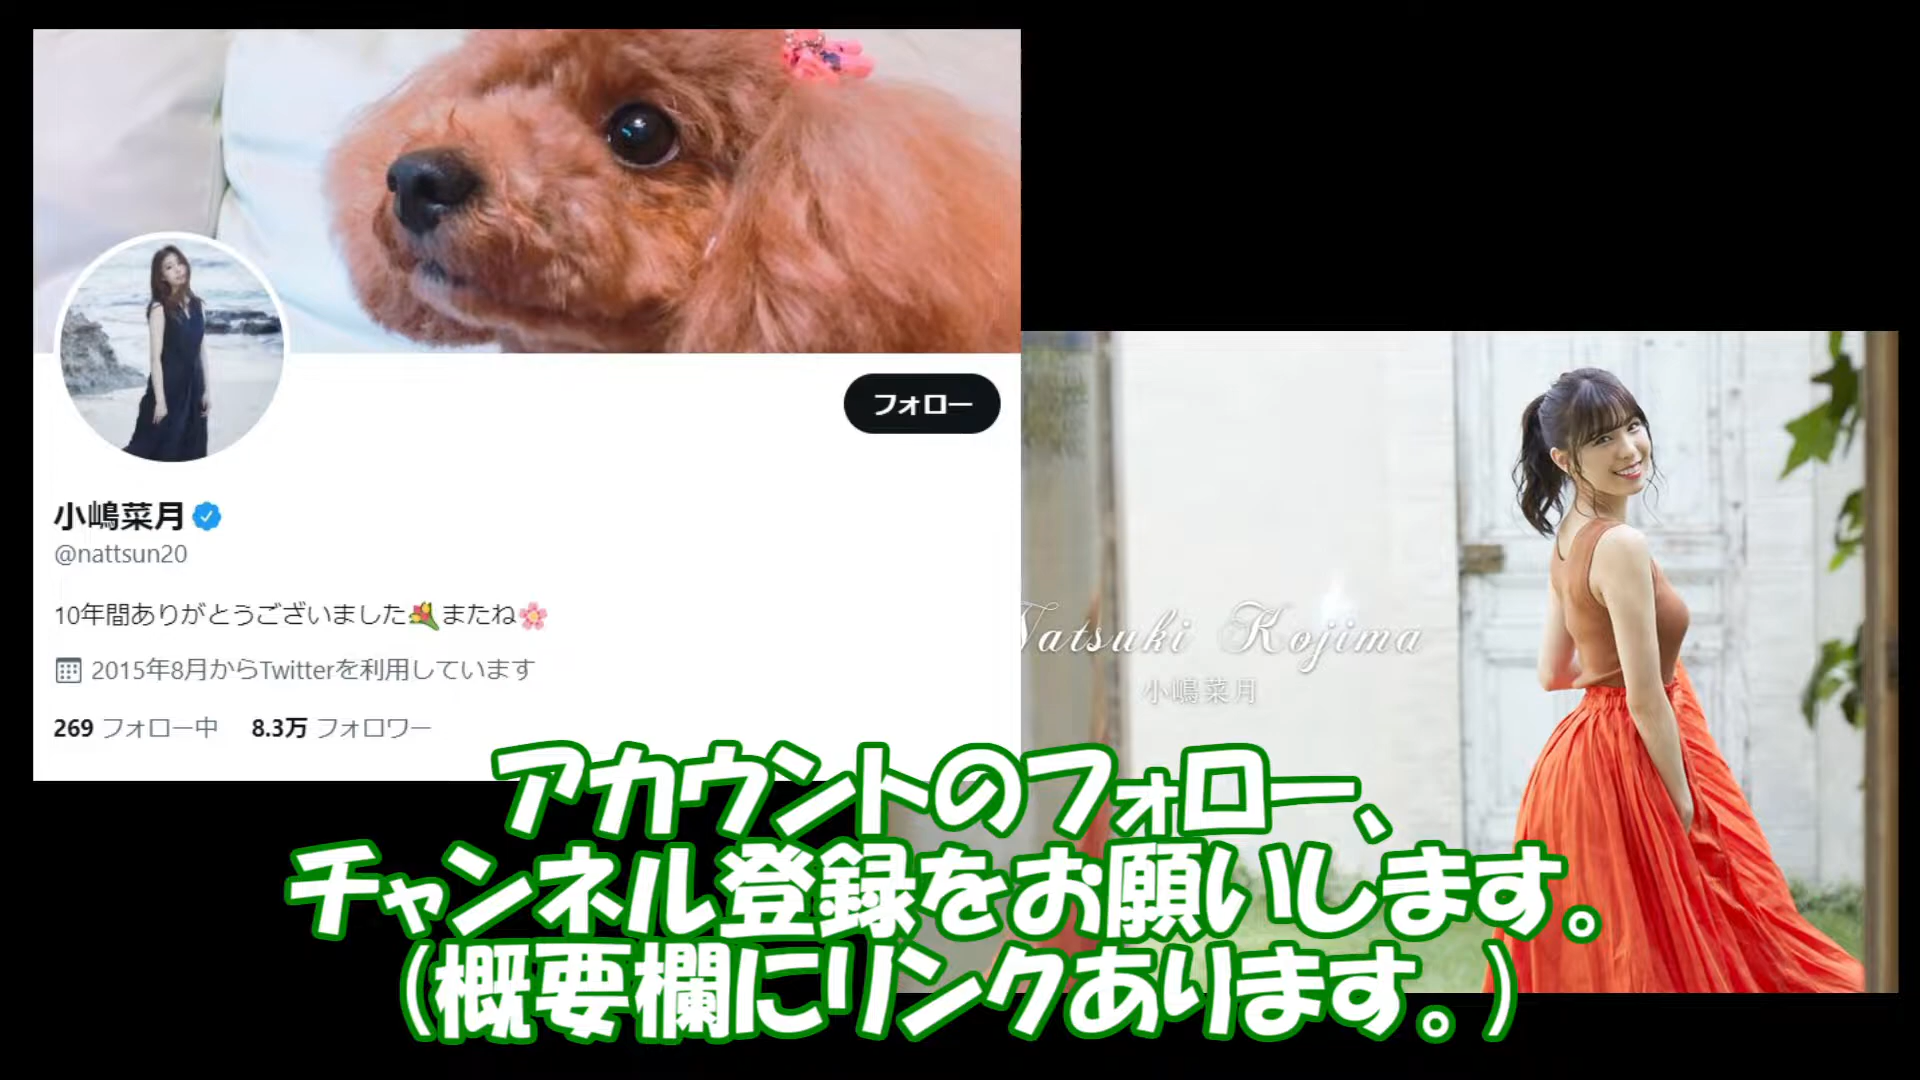 フォロー
小嶋菜月
@nattsun20
10年間ありがとうございました💐またね🌸
2015年8月からTwitterを利用しています
269 フォロー中 8.3万 フォロワー
Natsuki Kojima
小嶋菜月
アカウントのフォロー、
チャンネル登録をお願いします。
(概要欄にリンクあります。)